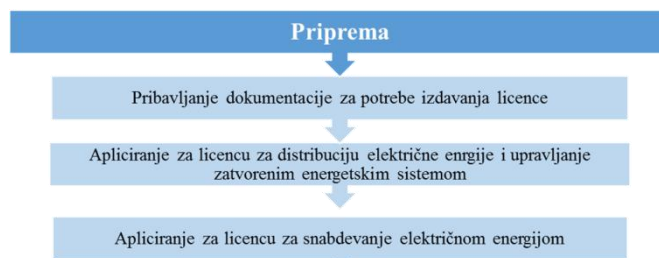 Priprema
Pribavljanje dokumentacije za potrebe izdavanja licence
Apliciranje za licencu za distribuciju električne enrgije i upravljanje
zatvorenim energetskim sistemom
Apliciranje za licencu za snabdevanje električnom energijom